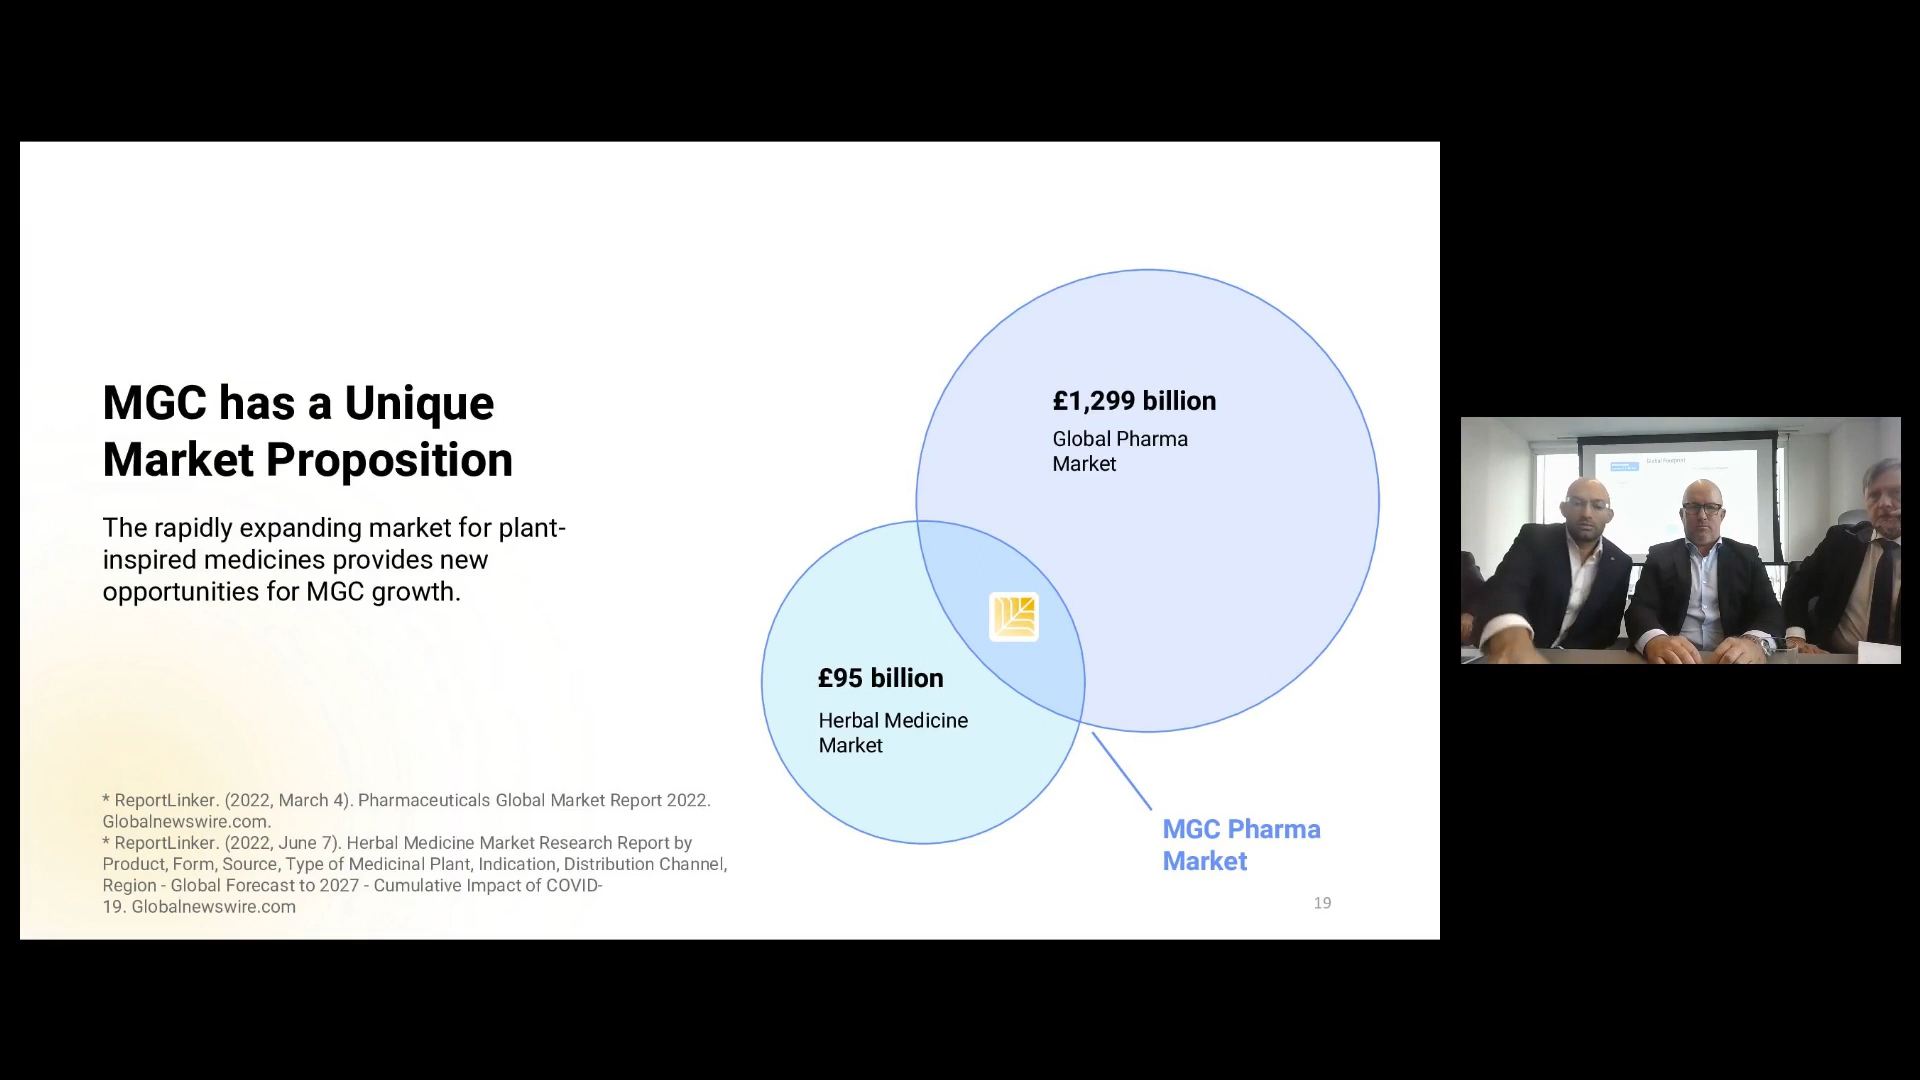 MGC has a Unique
Market Proposition
The rapidly expanding market for plant-
inspired medicines provides new
opportunities for MGC growth.
* ReportLinker. (2022, March 4). Pharmaceuticals Global Market Report 2022.
Globalnewswire.com.
* ReportLinker. (2022, June 7). Herbal Medicine Market Research Report by
Product, Form, Source, Type of Medicinal Plant, Indication, Distribution Channel,
Region - Global Forecast to 2027 - Cumulative Impact of COVID-
19. Globalnewswire.com
£1,299 billion
Global Pharma
Market
£95 billion
Herbal Medicine
Market
MGC Pharma
Market
19
Global Footprint